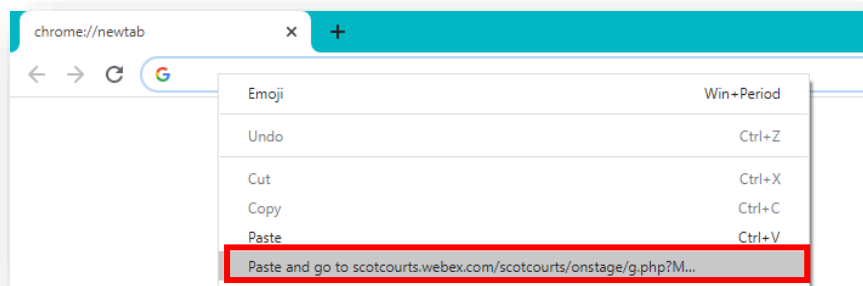 chrome://newtab
G
Emoji Win+Period
Undo Ctrl+Z
Cut Ctrl+X
Copy Ctrl+C
Paste Ctrl+V
Paste and go to scotcourts.webex.com/scotcourts/onstage/g.php?M...